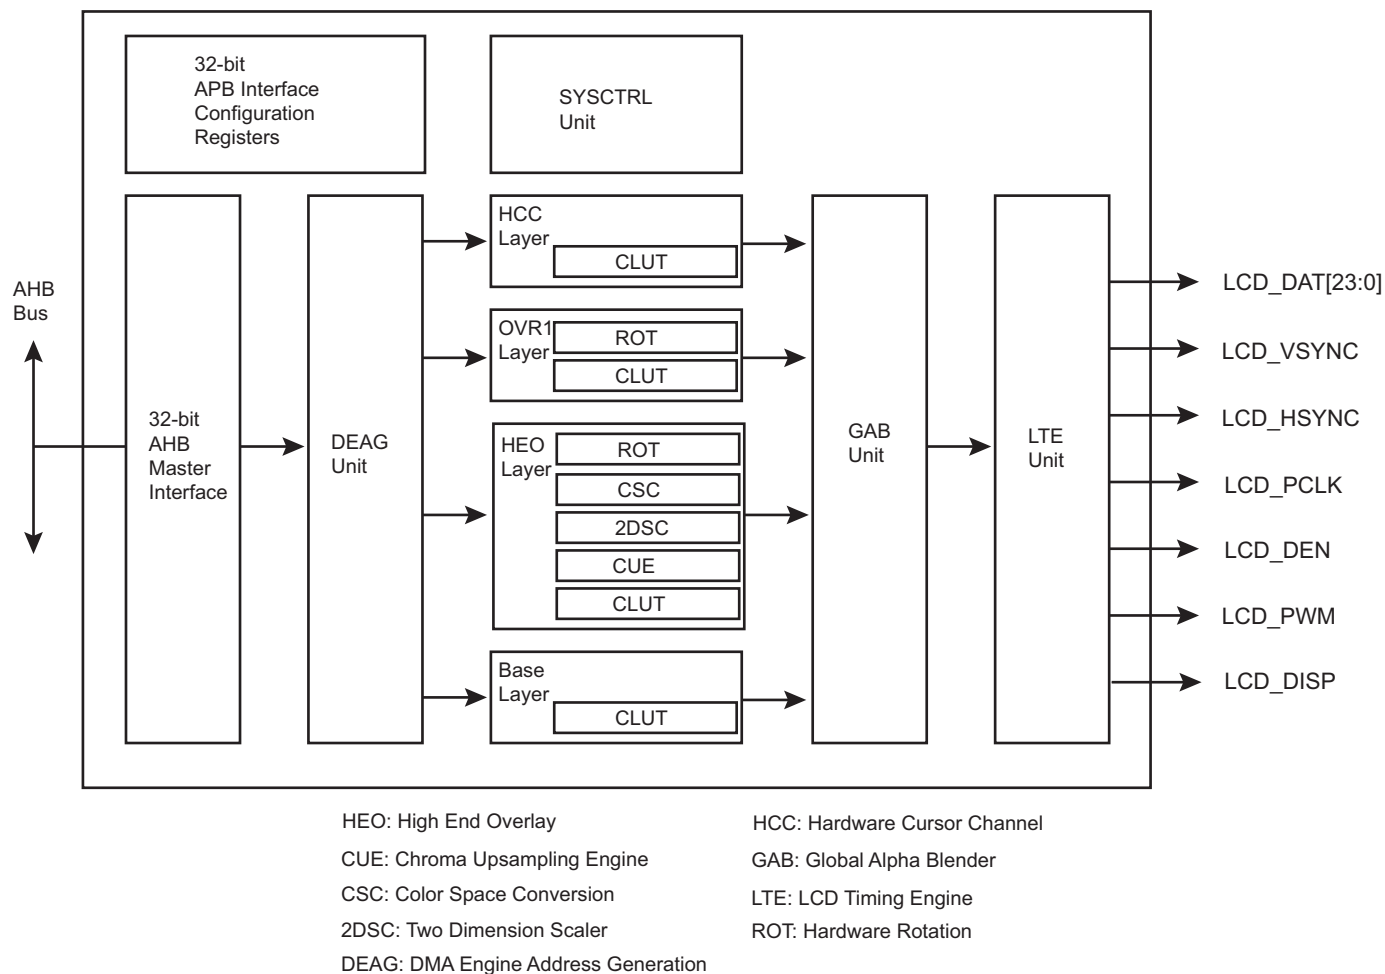 32-bit
APB Interface
Configuration
Registers
SYSCTRL
Unit
AHB
Bus
32-bit
AHB
Master
Interface
DEAG
Unit
HCC
Layer
CLUT
OVR1
Layer
ROT
CLUT
HEO
Layer
ROT
CSC
2DSC
CUE
CLUT
Base
Layer
CLUT
GAB
Unit
LTE
Unit
LCD_DAT[23:0]
LCD_VSYNC
LCD_HSYNC
LCD_PCLK
LCD_DEN
LCD_PWM
LCD_DISP
HEO: High End Overlay
CUE: Chroma Upsampling Engine
CSC: Color Space Conversion
2DSC: Two Dimension Scaler
DEAG: DMA Engine Address Generation
HCC: Hardware Cursor Channel
GAB: Global Alpha Blender
LTE: LCD Timing Engine
ROT: Hardware Rotation